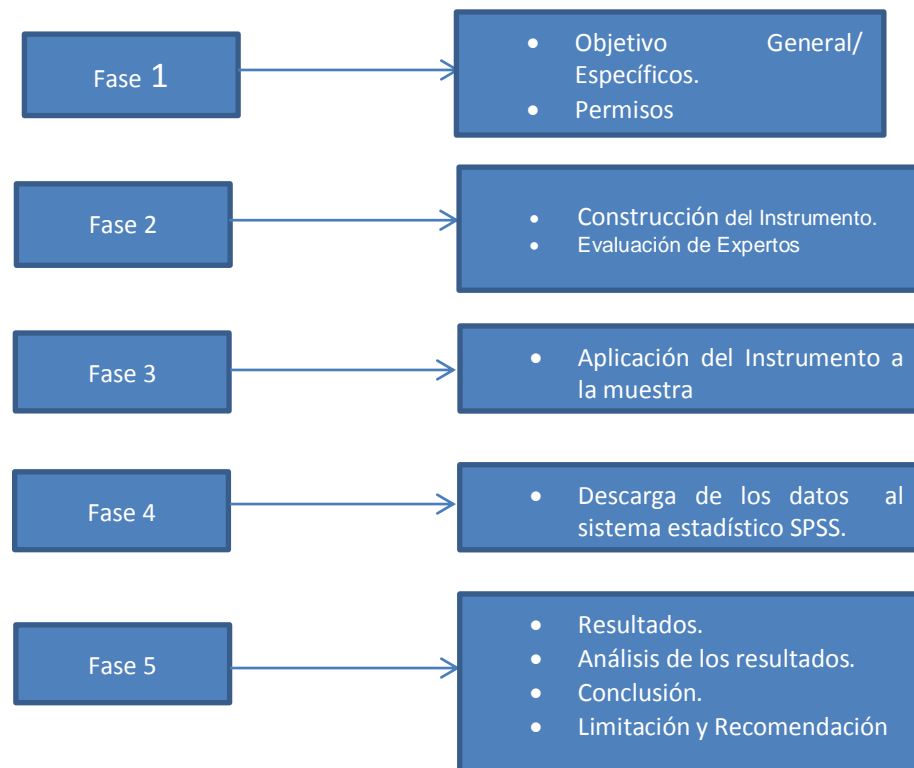 Fase 1
• Objetivo General/
Específicos.
• Permisos
Fase 2
• Construcción del Instrumento.
• Evaluación de Expertos
Fase 3
• Aplicación del Instrumento a
la muestra
Fase 4
• Descarga de los datos al
sistema estadístico SPSS.
Fase 5
• Resultados.
• Análisis de los resultados.
• Conclusión.
• Limitación y Recomendación